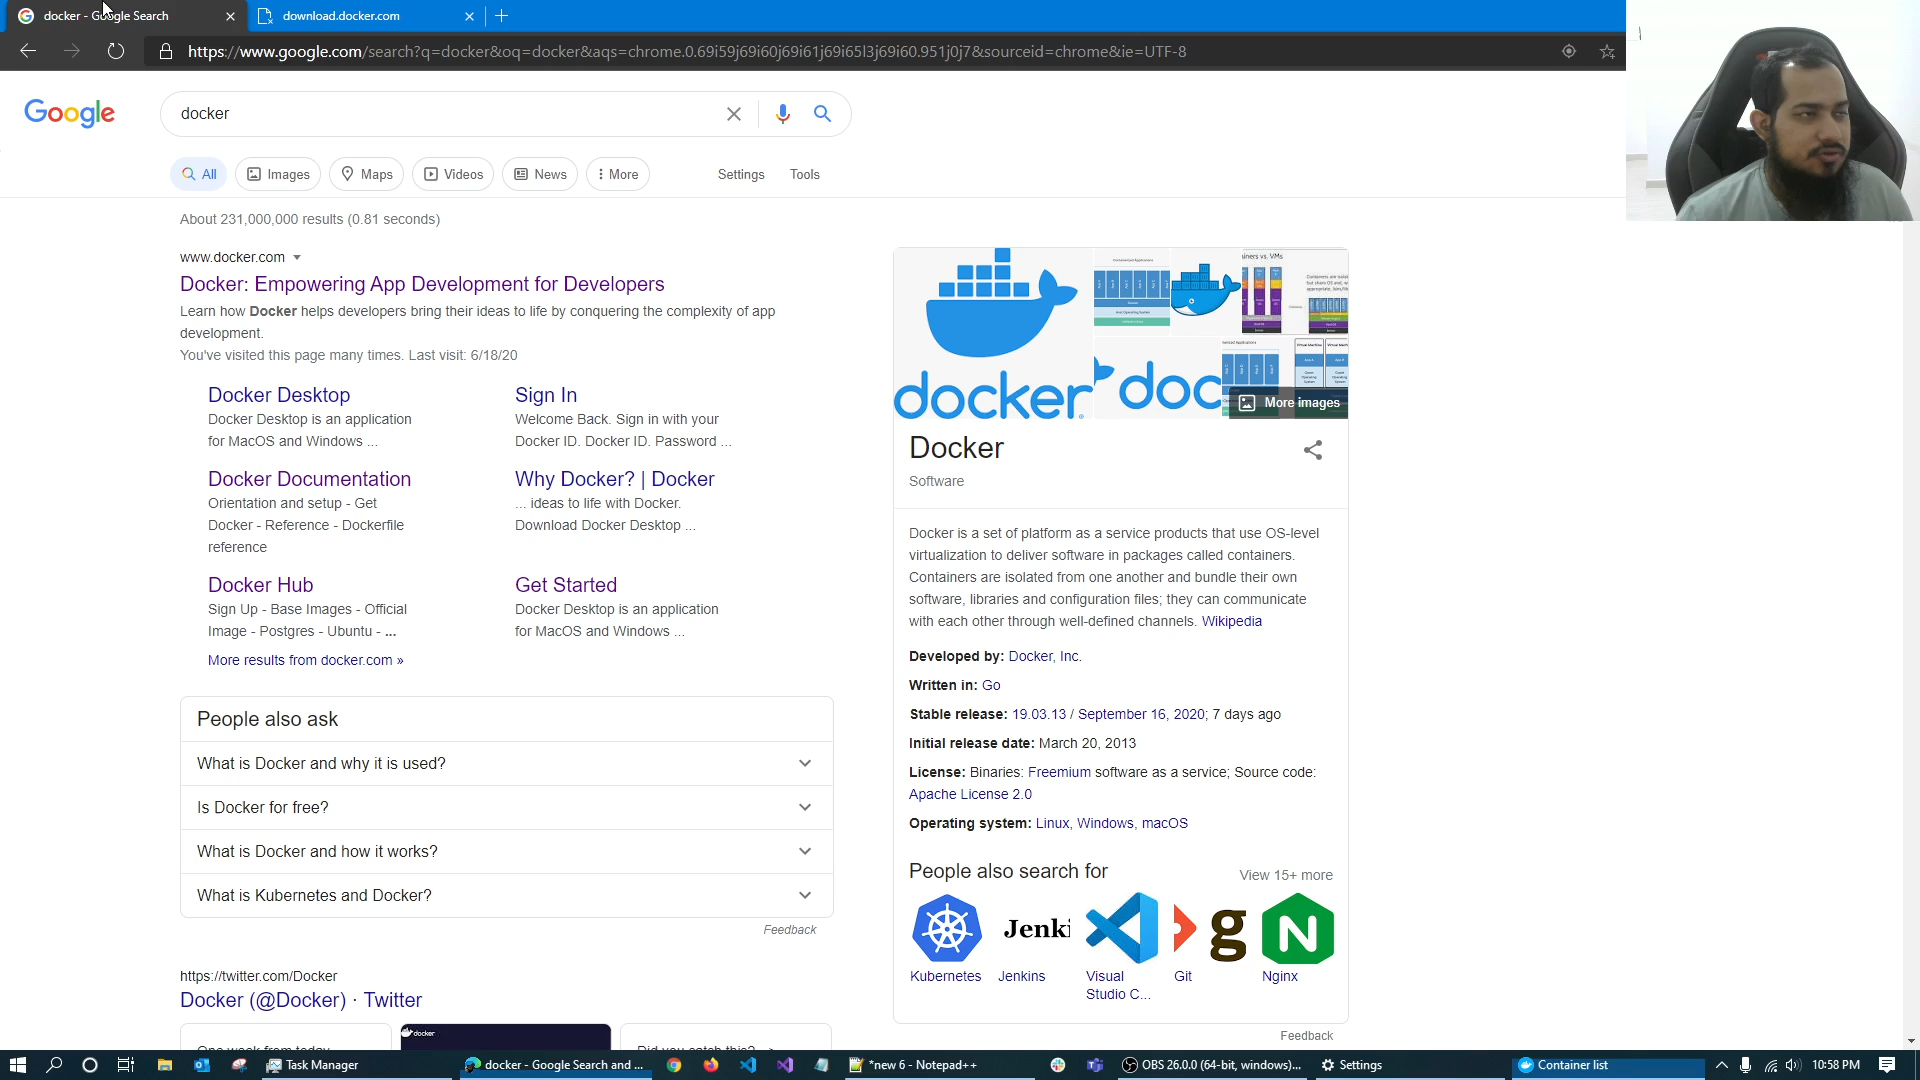 docker - Google Search
download.docker.com
https://www.google.com/search?q=docker&oq=docker&aqs=chrome.0.69i59j69i60j69i61j69i65l3j69i60.951j0j7&sourceid=chrome&ie=UTF-8
Google
docker
All
Images
Maps
Videos
News
More
Settings
Tools
About 231,000,000 results (0.81 seconds)
www.docker.com
Docker: Empowering App Development for Developers
Learn how Docker helps developers bring their ideas to life by conquering the complexity of app
development.
You've visited this page many times. Last visit: 6/18/20
Docker Desktop
Docker Desktop is an application
for MacOS and Windows ...
Sign In
Welcome Back. Sign in with your
Docker ID. Docker ID. Password ...
Docker Documentation
Orientation and setup - Get
Docker - Reference - Dockerfile
reference
Why Docker? | Docker
... ideas to life with Docker.
Download Docker Desktop ...
Docker Hub
Sign Up - Base Images - Official
Image - Postgres - Ubuntu - ...
Get Started
Docker Desktop is an application
for MacOS and Windows ...
More results from docker.com »
People also ask
What is Docker and why it is used?
Is Docker for free?
What is Docker and how it works?
What is Kubernetes and Docker?
Feedback
https://twitter.com/Docker
Docker (@Docker) · Twitter
docker
docker
doc
More images
Docker
Software
Docker is a set of platform as a service products that use OS-level
virtualization to deliver software in packages called containers.
Containers are isolated from one another and bundle their own
software, libraries and configuration files; they can communicate
with each other through well-defined channels. Wikipedia
Developed by: Docker, Inc.
Written in: Go
Stable release: 19.03.13 / September 16, 2020; 7 days ago
Initial release date: March 20, 2013
License: Binaries: Freemium software as a service; Source code:
Apache License 2.0
Operating system: Linux, Windows, macOS
People also search for
View 15+ more
Jenki
g
N
Kubernetes
Jenkins
Visual
Studio C...
Git
Nginx
Feedback
Task Manager
docker - Google Search and ...
*new 6 - Notepad++
OBS 26.0.0 (64-bit, windows)...
Settings
Container list
10:58 PM